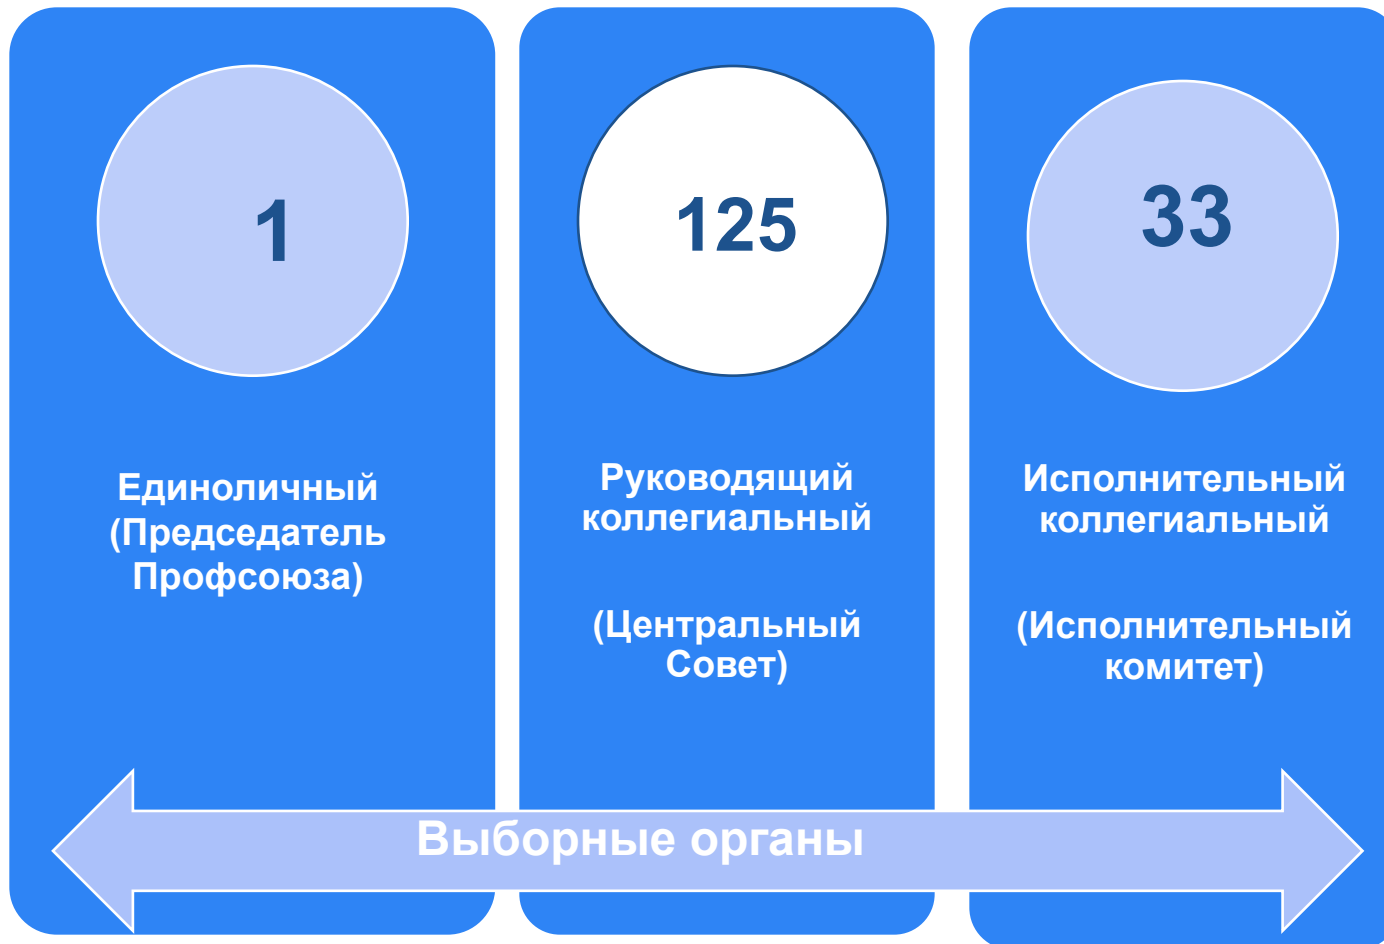 1
Единоличный
(Председатель
Профсоюза)
125
Руководящий
коллегиальный
(Центральный
Совет)
33
Исполнительный
коллегиальный
(Исполнительный
комитет)
Выборные органы